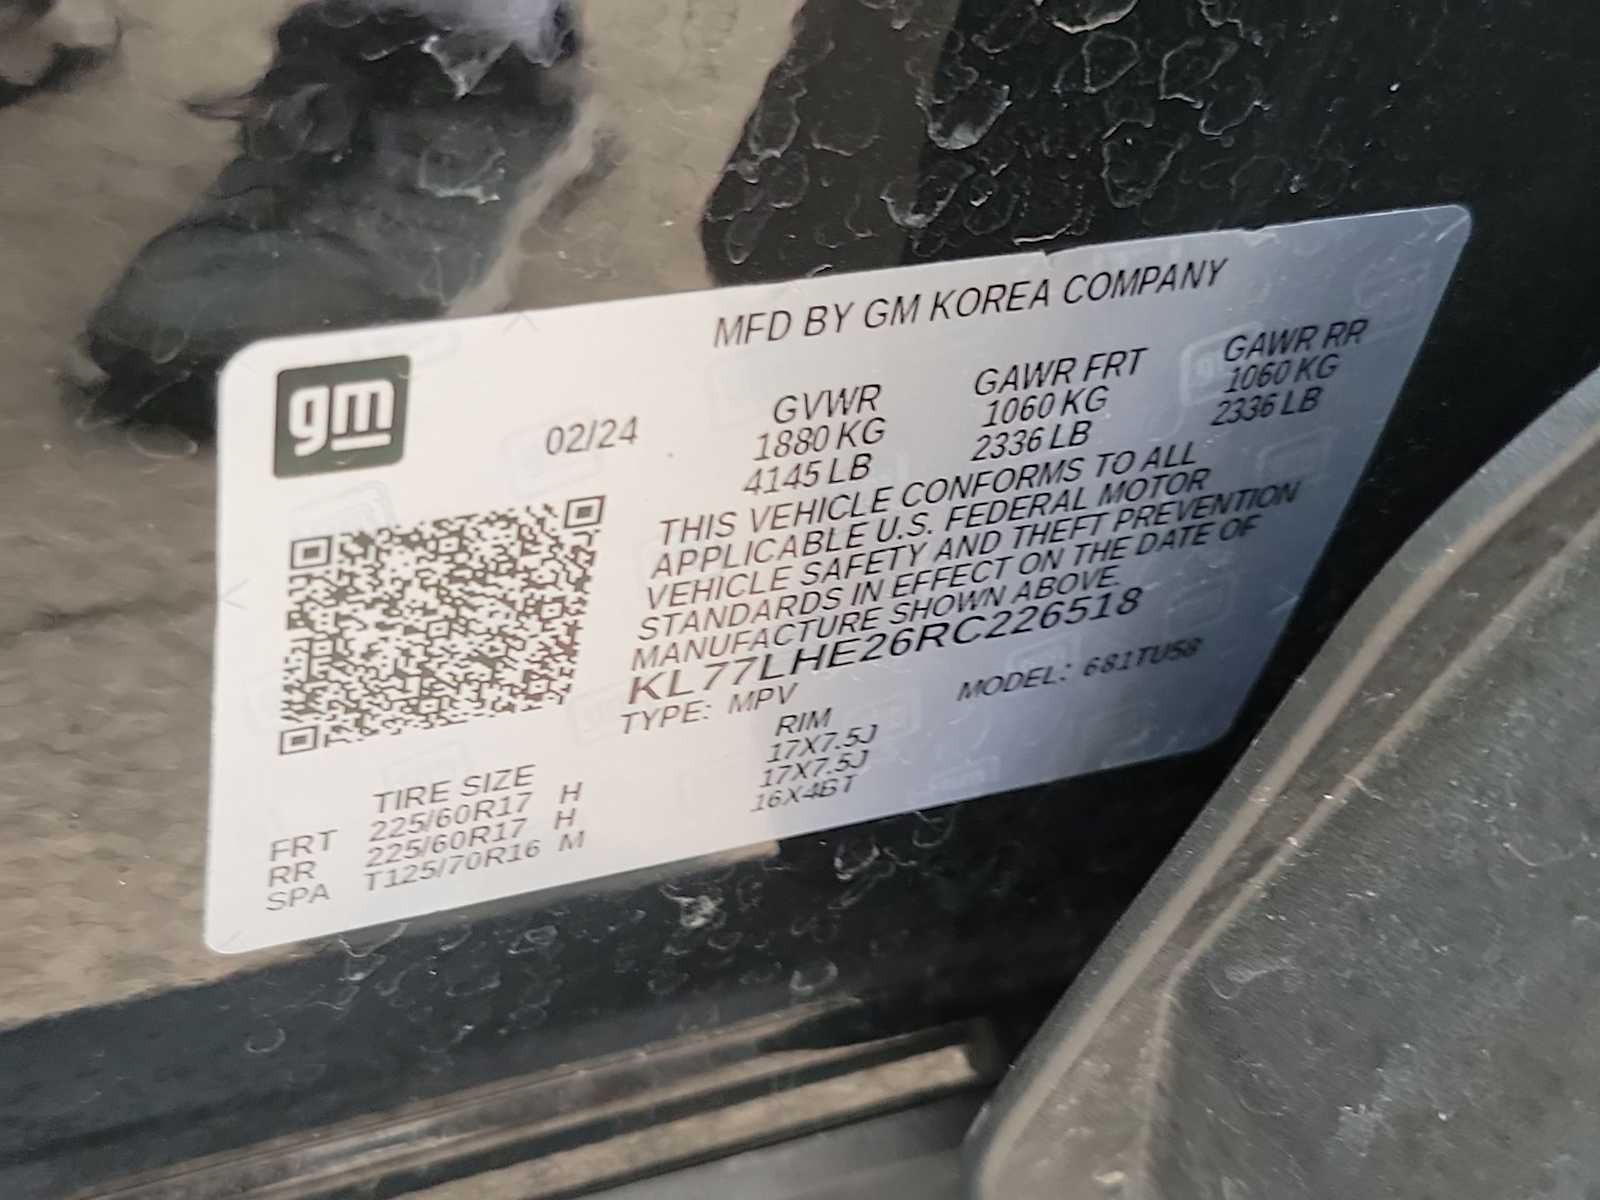 MFD BY GM KOREA COMPANY
gm
02/24
GVWR GAWR FRT GAWR RR
1880 KG 1060 KG 1060 KG
4145 LB 2336 LB 2336 LB
THIS VEHICLE CONFORMS TO ALL
APPLICABLE U.S. FEDERAL MOTOR
VEHICLE SAFETY AND THEFT PREVENTION
STANDARDS IN EFFECT ON THE DATE OF
MANUFACTURE SHOWN ABOVE.
KL77LHE26RC226518
TYPE: MPV MODEL: 681TU58
TIRE SIZE RIM
FRT 225/60R17 H 17X7.5J
RR 225/60R17 H 17X7.5J
SPA T125/70R16 M 16X4BT